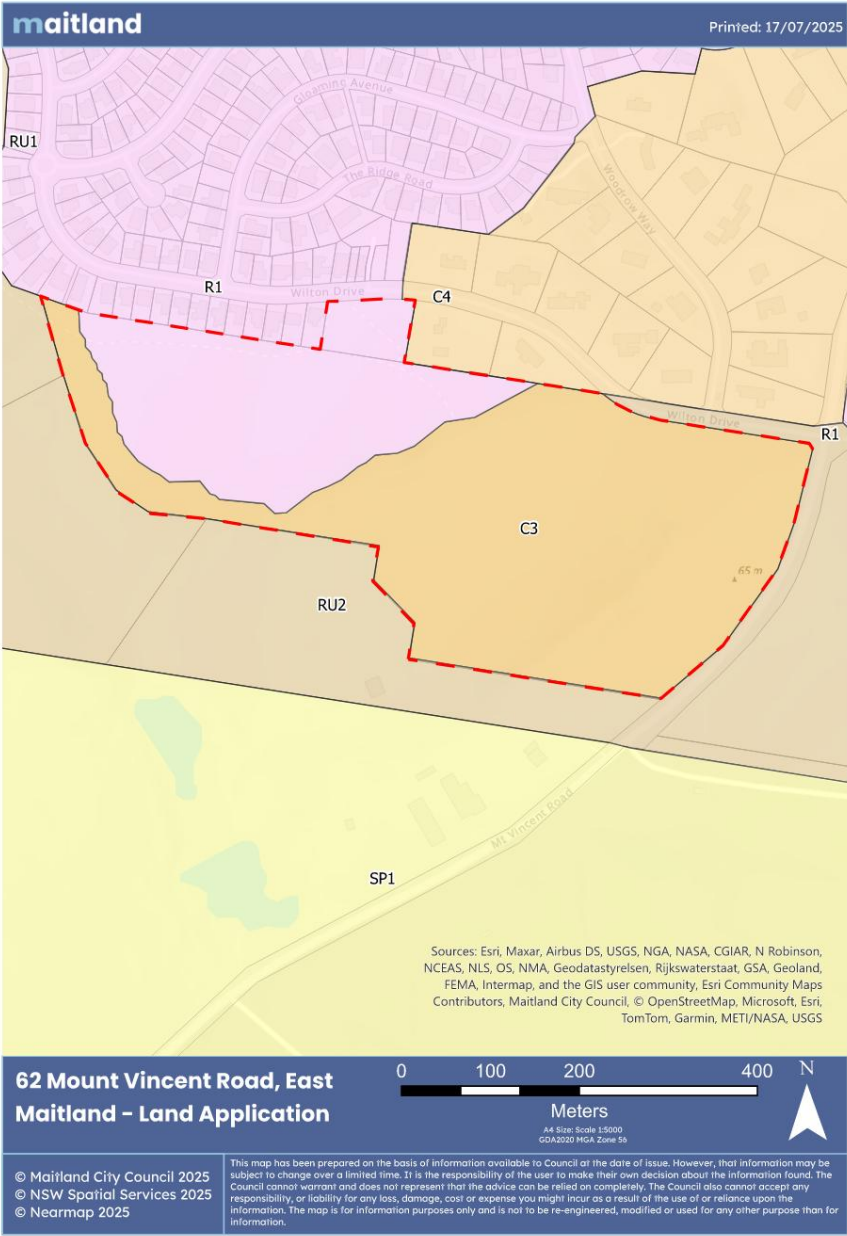 maitland
Printed: 17/07/2025
Gloaming Avenue
RU1
The Ridge Road
Woodrow Way
R1
Wilton Drive
C4
Wilton Drive
R1
C3
65 m
RU2
Mt Vincent Road
SP1
Sources: Esri, Maxar, Airbus DS, USGS, NGA, NASA, CGIAR, N Robinson,
NCEAS, NLS, OS, NMA, Geodatastyrelsen, Rijkswaterstaat, GSA, Geoland,
FEMA, Intermap, and the GIS user community, Esri Community Maps
Contributors, Maitland City Council, © OpenStreetMap, Microsoft, Esri,
TomTom, Garmin, METI/NASA, USGS
62 Mount Vincent Road, East
Maitland - Land Application
0 100 200 400
Meters
A4 Size: Scale 1:5000
GDA2020 MGA Zone 56
N
© Maitland City Council 2025
© NSW Spatial Services 2025
© Nearmap 2025
This map has been prepared on the basis of information available to Council at the date of issue. However, that information may be
subject to change over a limited time. It is the responsibility of the user to make their own decision about the information found. The
Council cannot warrant and does not represent that the advice can be relied on completely. The Council also cannot accept any
responsibility, or liability for any loss, damage, cost or expense you might incur as a result of the use of or reliance upon the
information. The map is for information purposes only and is not to be re-engineered, modified or used for any other purpose than for
information.